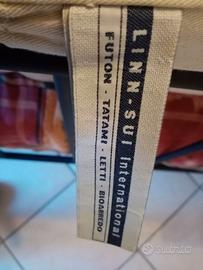 LINN-SUI International
FUTON - TATAMI - LETTI - BIOARREDO
subito